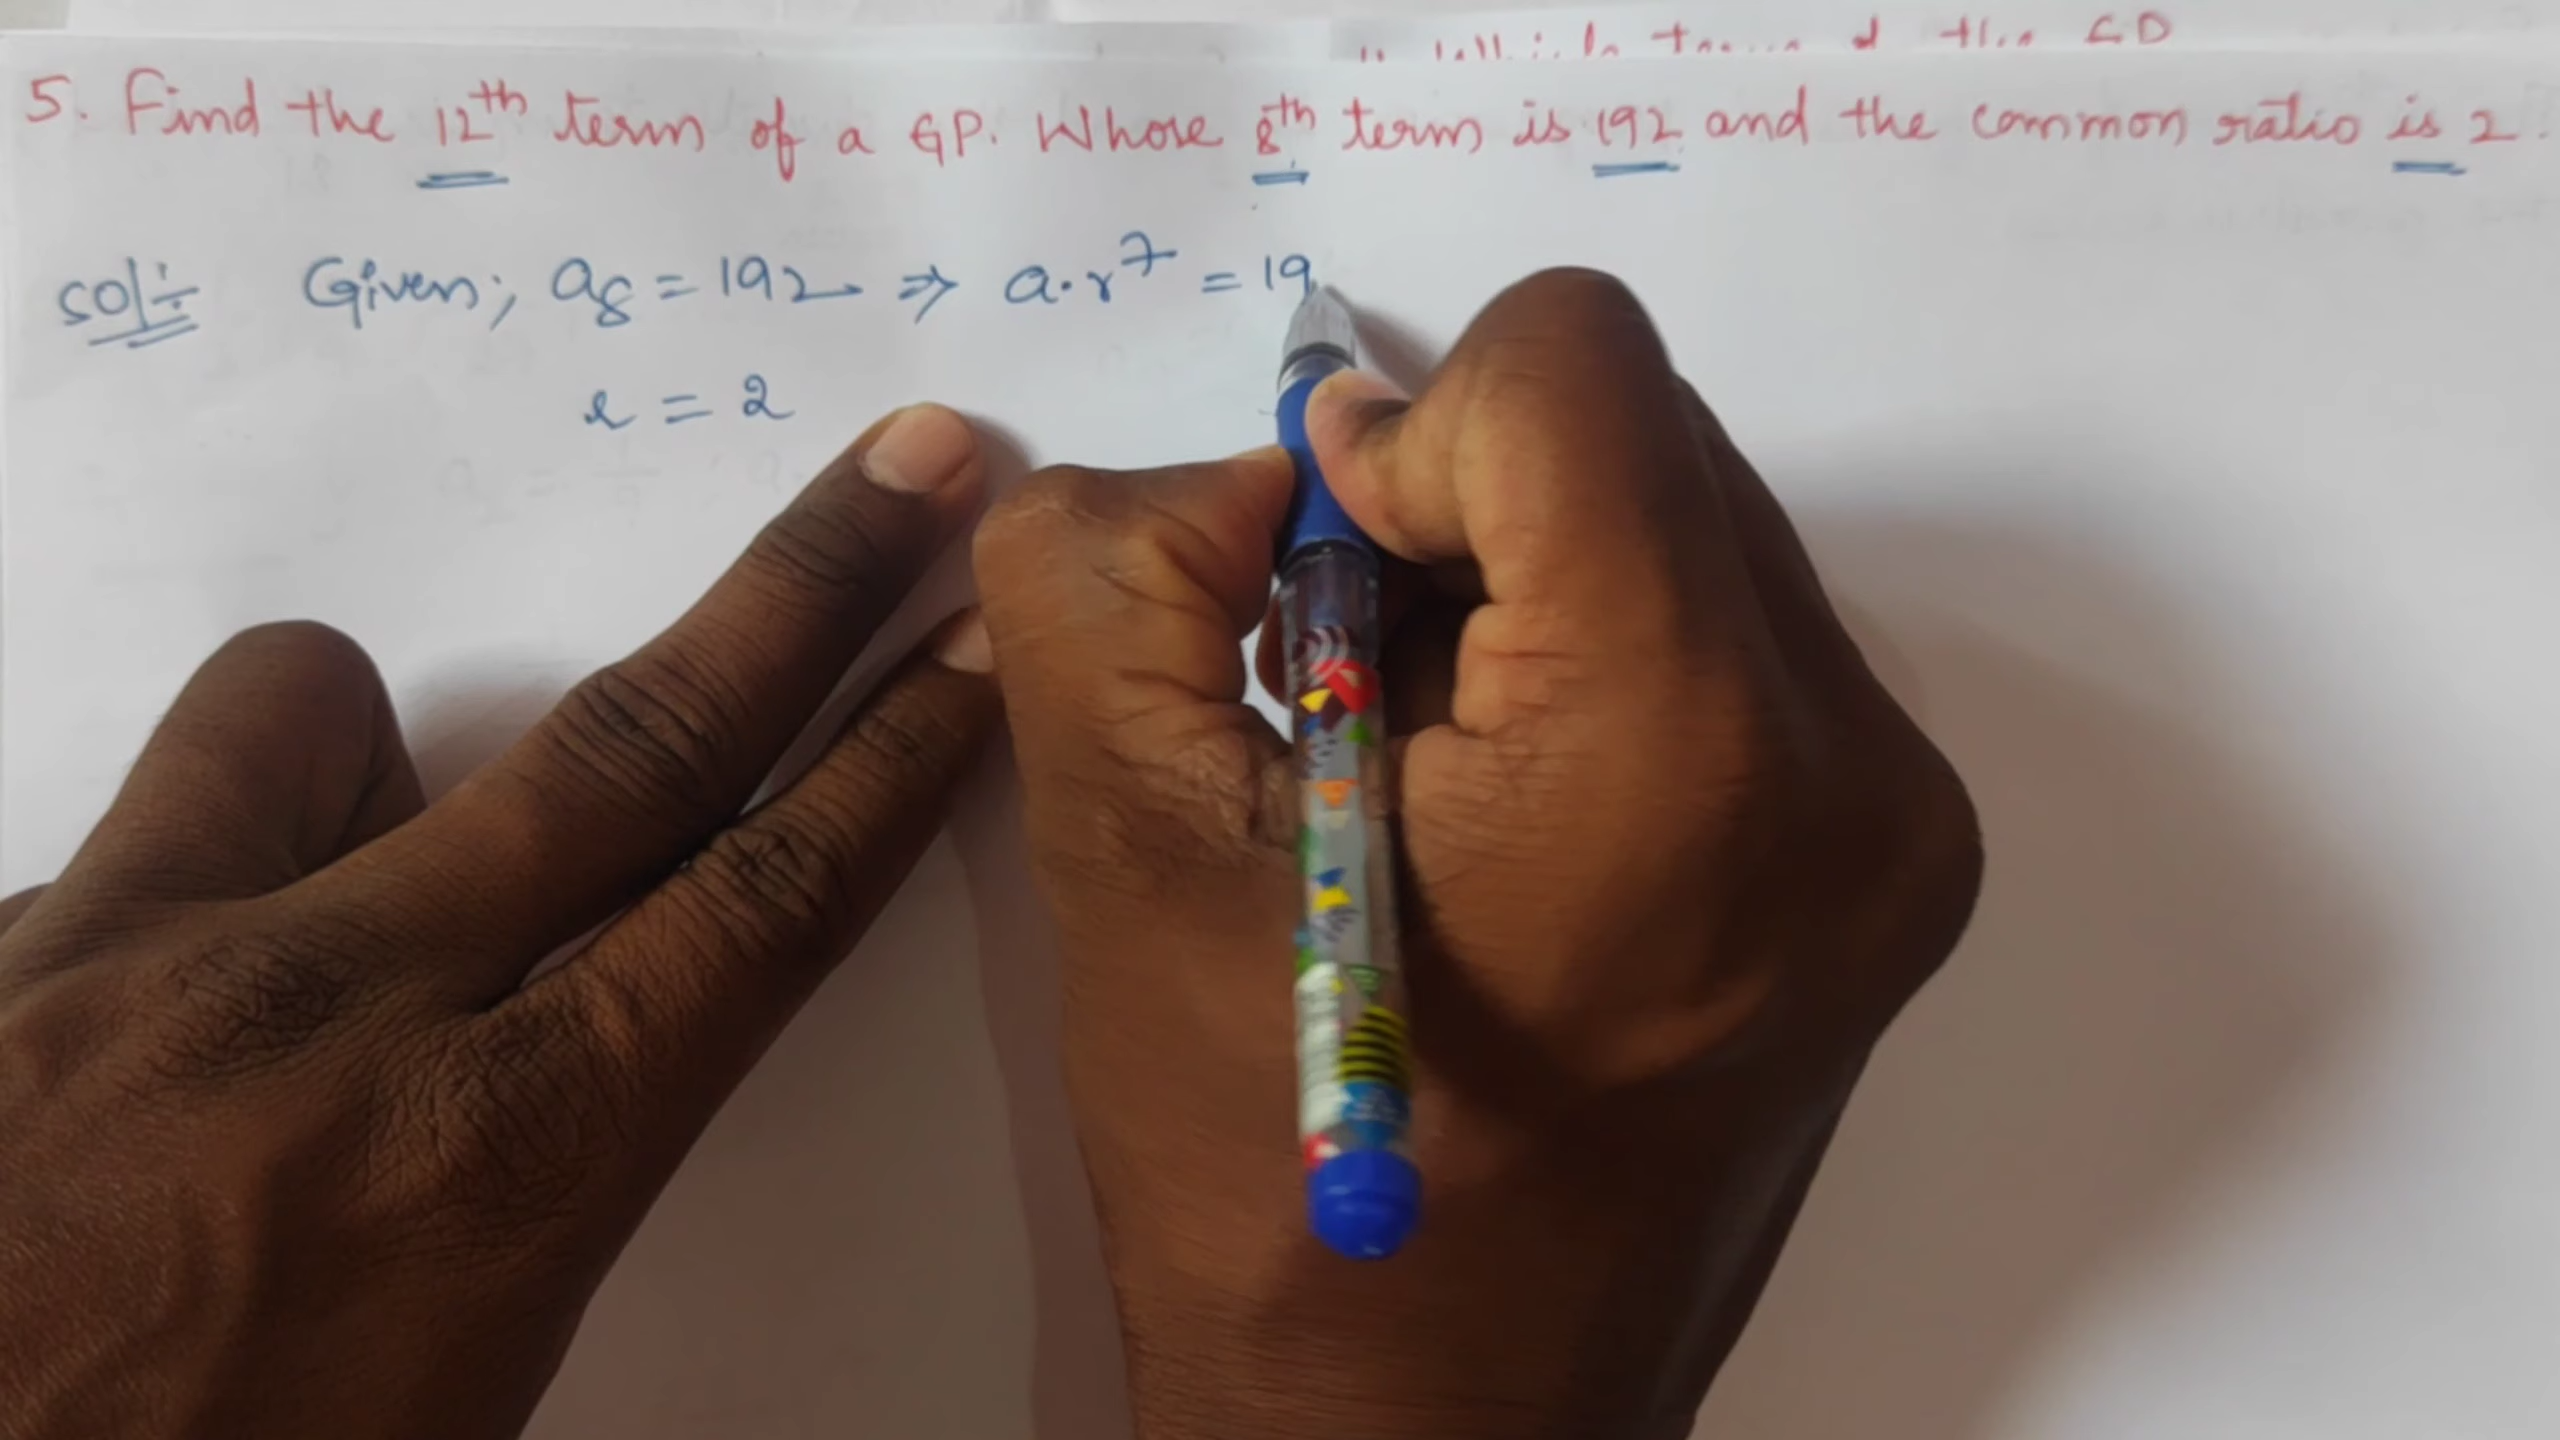 5. Find the 12th term of a GP. Whose 8th term is 192 and the common ratio is 2.
Sol:- Given; a₈ = 192 ⇒ a·r⁷ = 19
r = 2